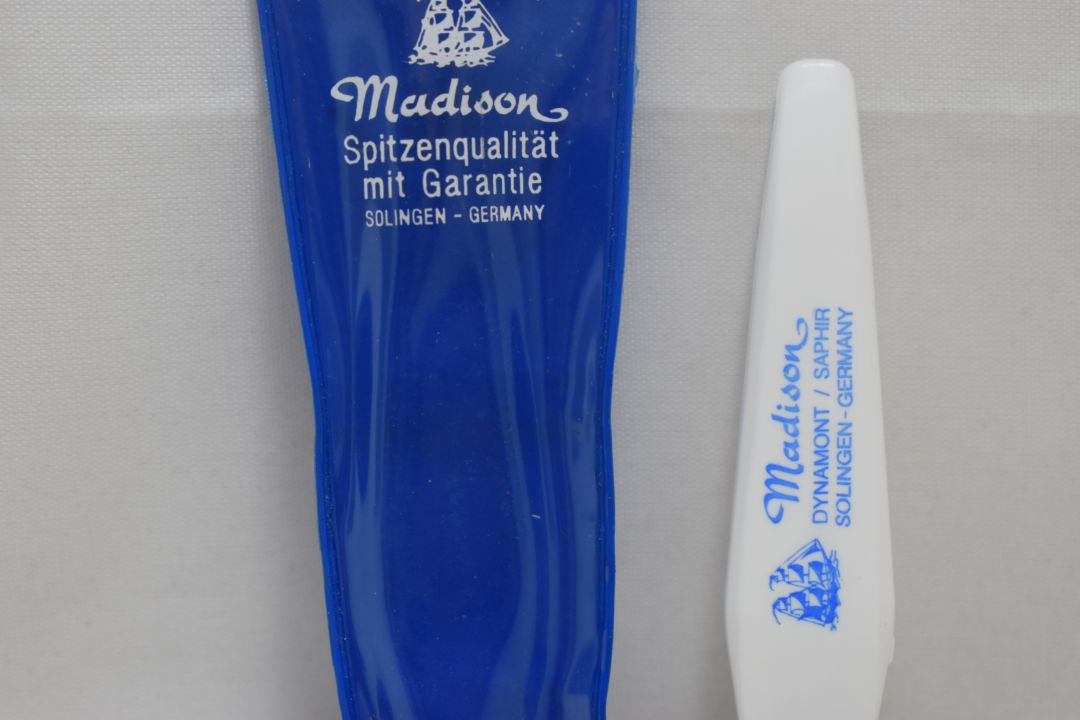 Madison
Spitzenqualität
mit Garantie
SOLINGEN - GERMANY
Madison
DYNAMONT / SAPHIR
SOLINGEN - GERMANY